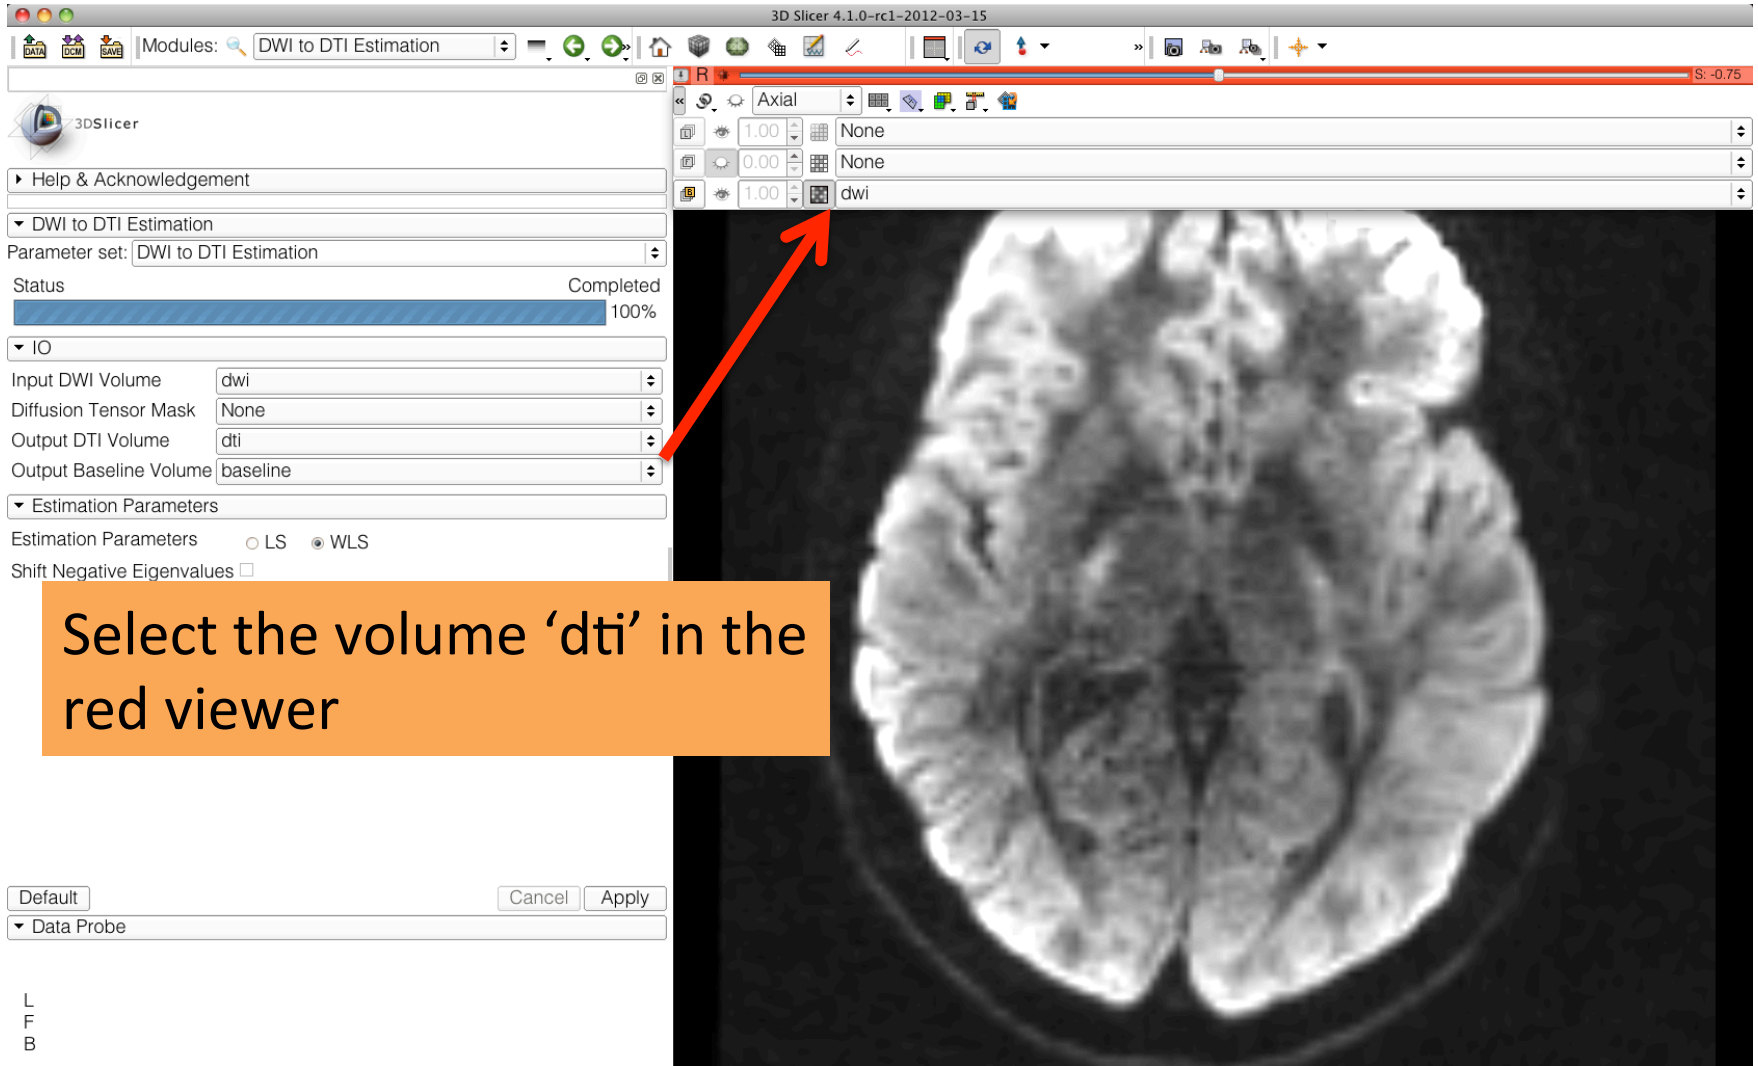 3D Slicer 4.1.0-rc1-2012-03-15
DATA DCM SAVE Modules: DWI to DTI Estimation
R S: -0.75
Axial
3DSlicer
L 1.00 None
F 0.00 None
B 1.00 dwi
Help & Acknowledgement
DWI to DTI Estimation
Parameter set: DWI to DTI Estimation
Status Completed
100%
IO
Input DWI Volume dwi
Diffusion Tensor Mask None
Output DTI Volume dti
Output Baseline Volume baseline
Estimation Parameters
Estimation Parameters LS WLS
Shift Negative Eigenvalues
Select the volume ‘dti’ in the
red viewer
Default Cancel Apply
Data Probe
L
F
B